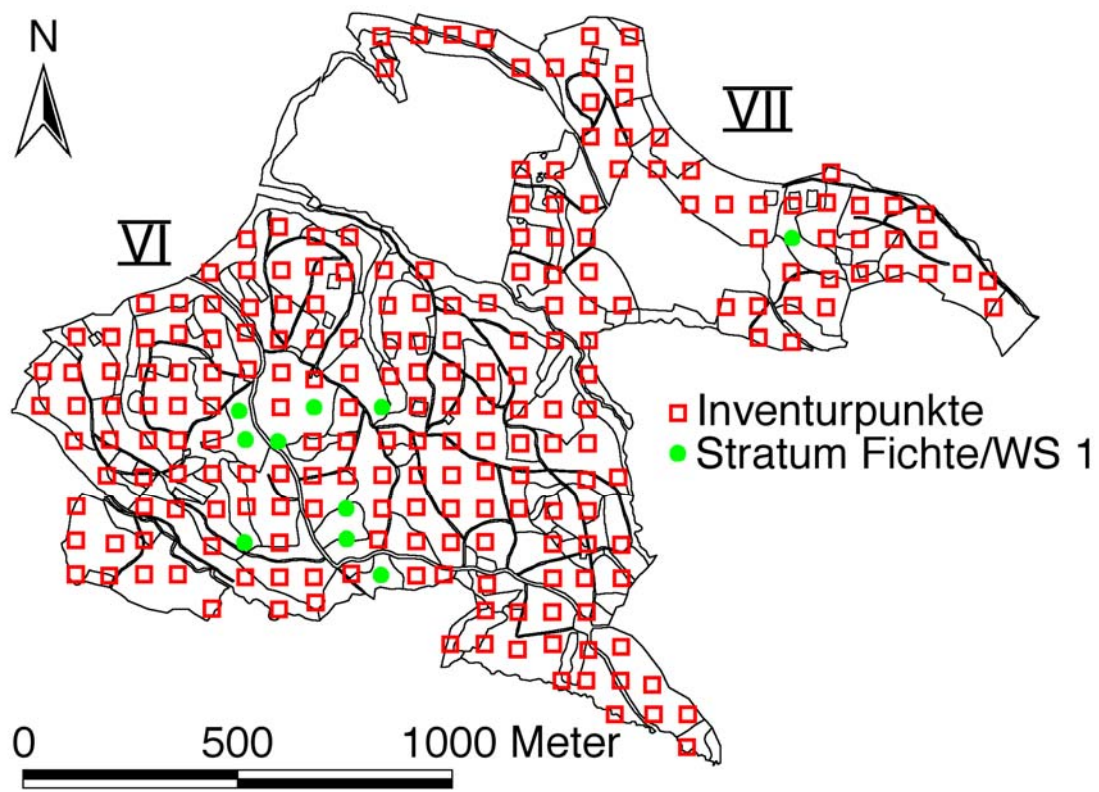 N
VII
VI
Inventurpunkte
Stratum Fichte/WS 1
0 500 1000 Meter